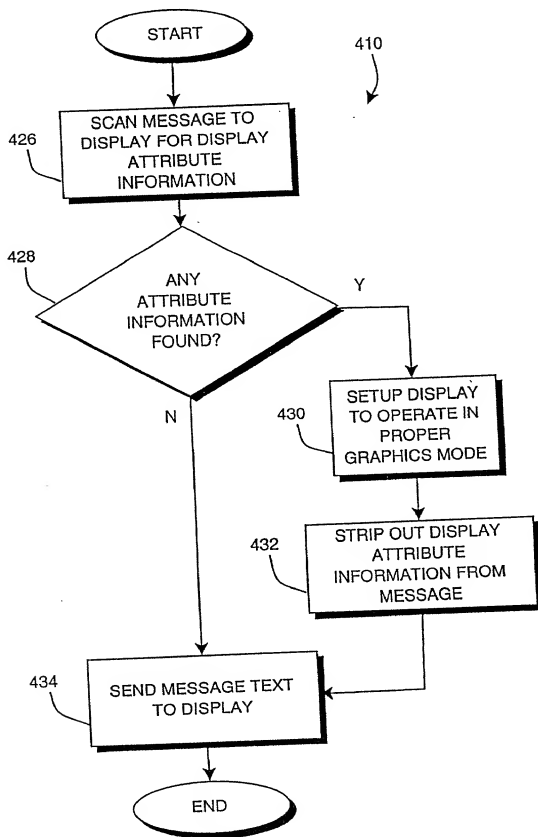 START
410
SCAN MESSAGE TO
DISPLAY FOR DISPLAY
ATTRIBUTE
INFORMATION
426
428
ANY
ATTRIBUTE
INFORMATION
FOUND?
Y
N
SETUP DISPLAY
TO OPERATE IN
PROPER
GRAPHICS MODE
430
STRIP OUT DISPLAY
ATTRIBUTE
INFORMATION FROM
MESSAGE
432
SEND MESSAGE TEXT
TO DISPLAY
434
END